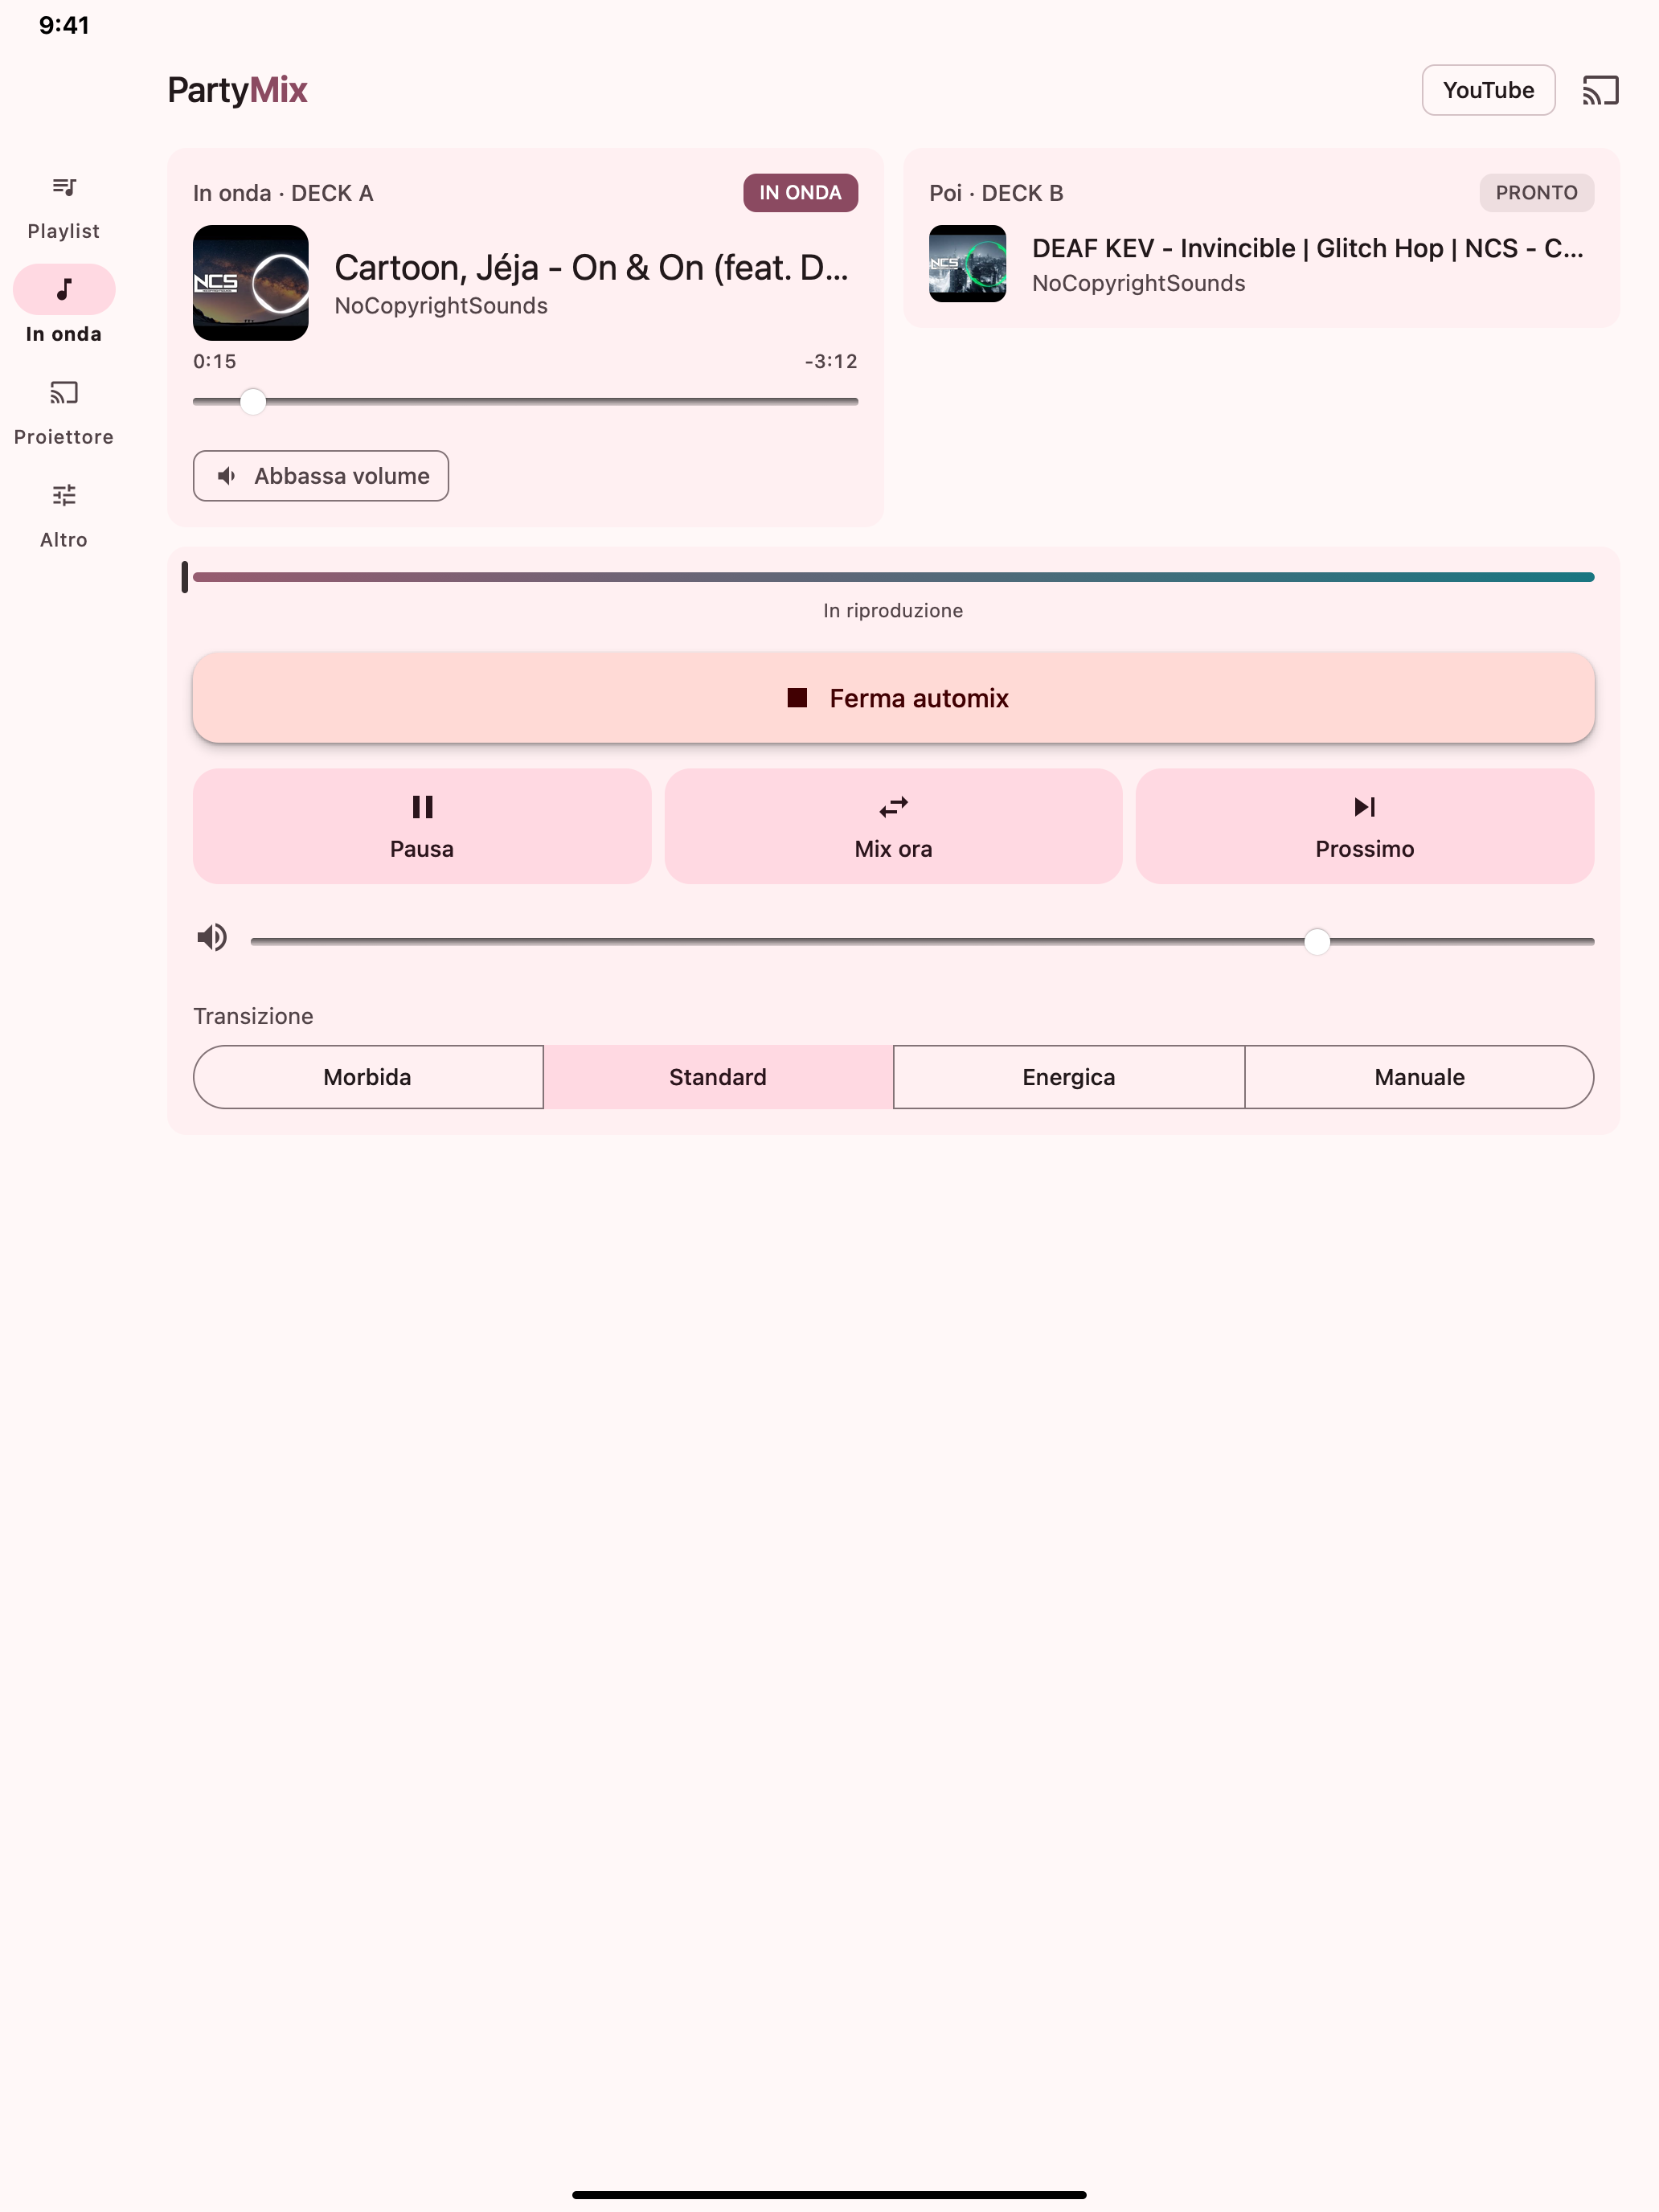 9:41
PartyMix
YouTube
Playlist
In onda
Proiettore
Altro
In onda · DECK A
IN ONDA
NCS
Cartoon, Jéja - On & On (feat. D...
NoCopyrightSounds
0:15
-3:12
Abbassa volume
Poi · DECK B
PRONTO
NCS
DEAF KEV - Invincible | Glitch Hop | NCS - C...
NoCopyrightSounds
In riproduzione
Ferma automix
Pausa
Mix ora
Prossimo
Transizione
Morbida
Standard
Energica
Manuale